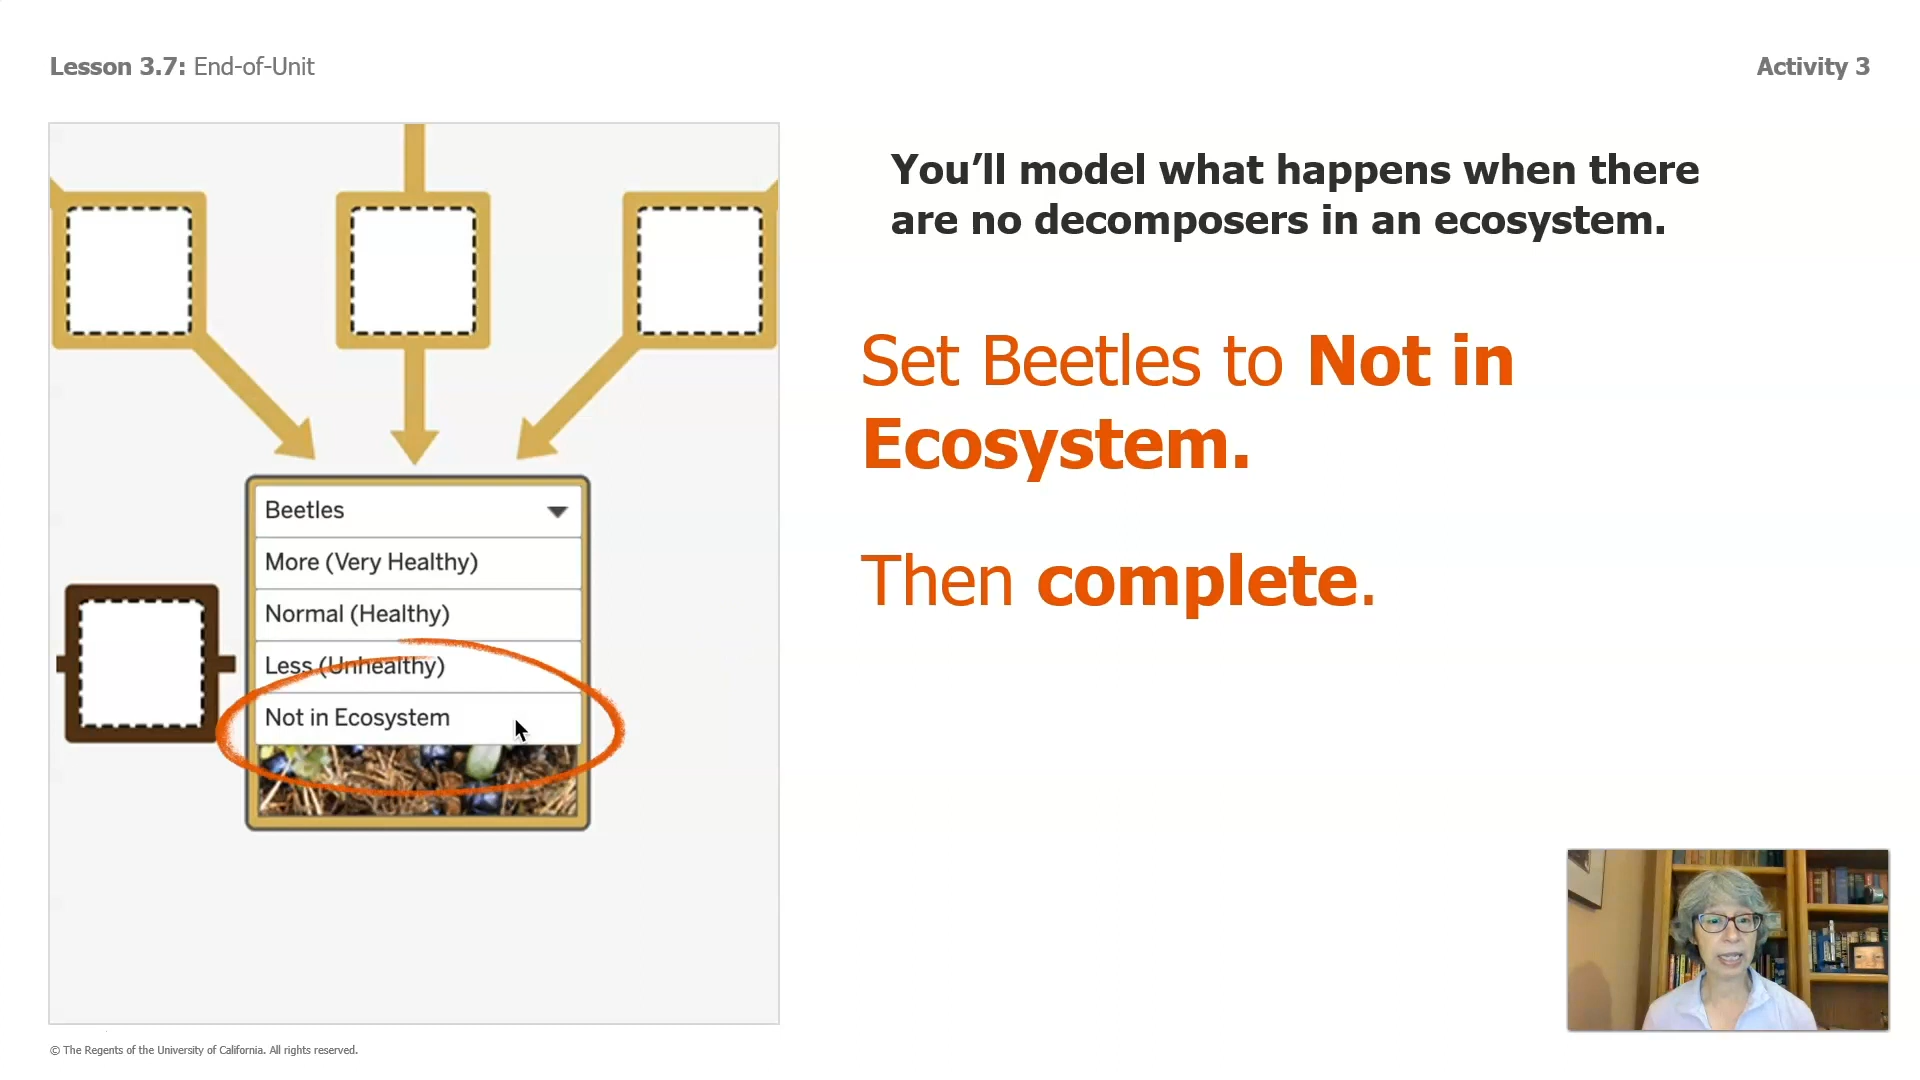 Lesson 3.7: End-of-Unit
Activity 3
You’ll model what happens when there
are no decomposers in an ecosystem.
Set Beetles to Not in
Ecosystem.
Then complete.
Beetles
More (Very Healthy)
Normal (Healthy)
Less (Unhealthy)
Not in Ecosystem
© The Regents of the University of California. All rights reserved.